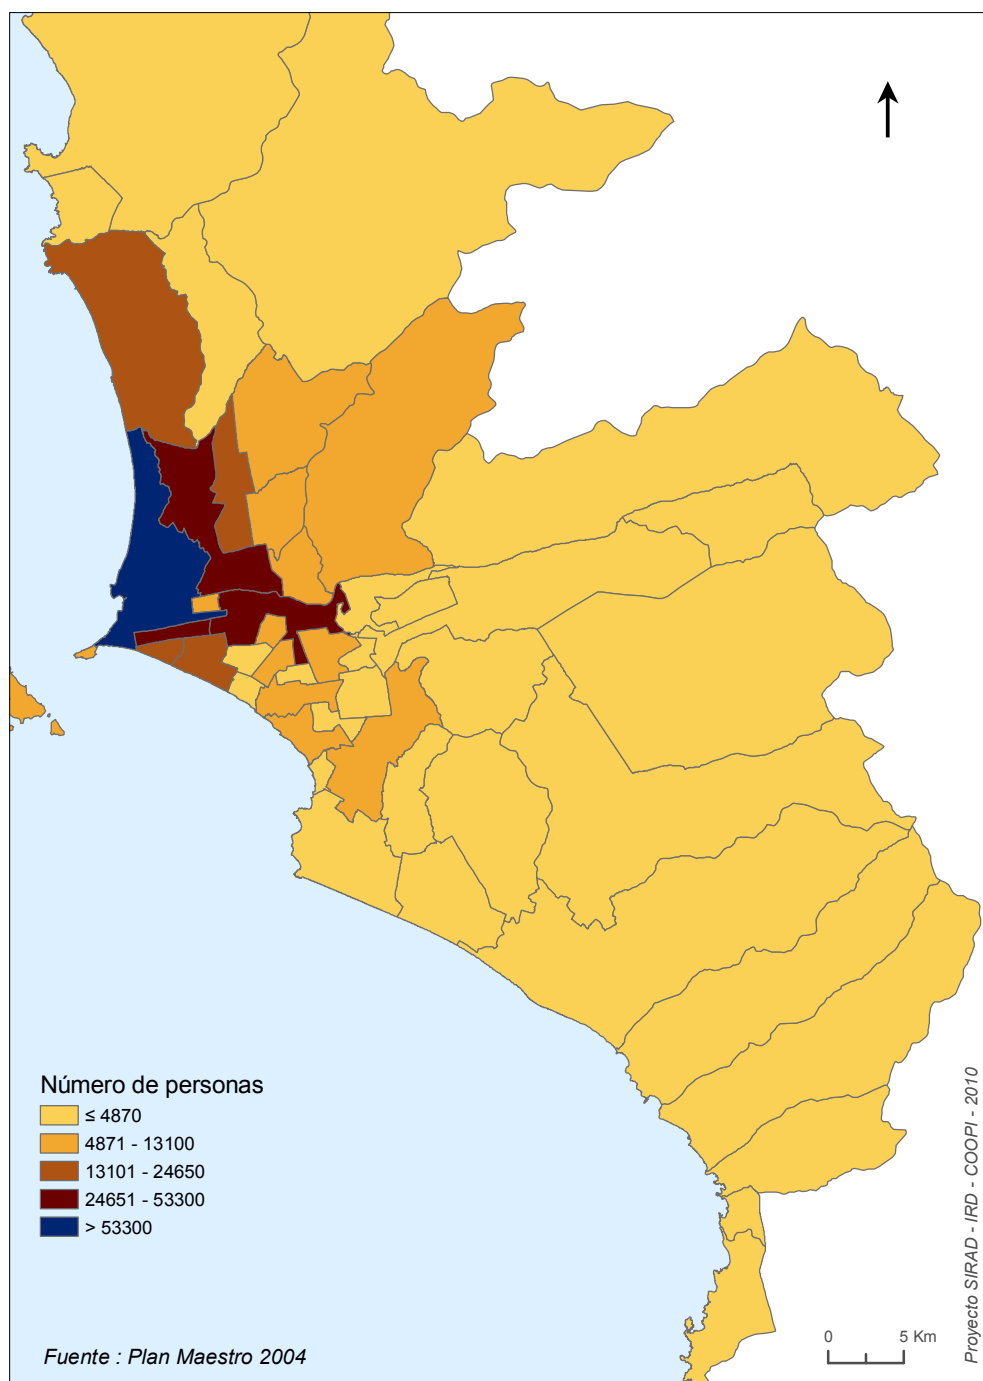 Número de personas
≤ 4870
4871 - 13100
13101 - 24650
24651 - 53300
> 53300
Fuente : Plan Maestro 2004
0 5 Km
Proyecto SIRAD - IRD - COOPI - 2010